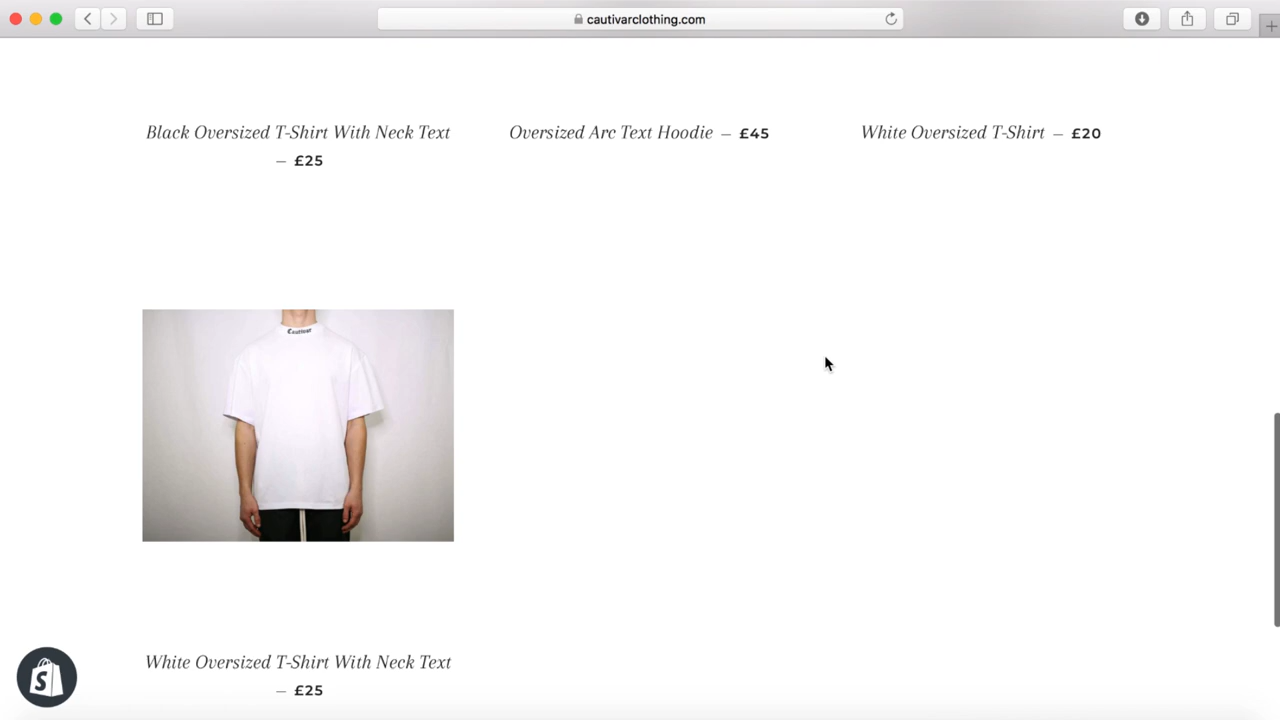 cautivarclothing.com
Black Oversized T-Shirt With Neck Text
— £25
Oversized Arc Text Hoodie — £45
White Oversized T-Shirt — £20
Cautivar
White Oversized T-Shirt With Neck Text
— £25